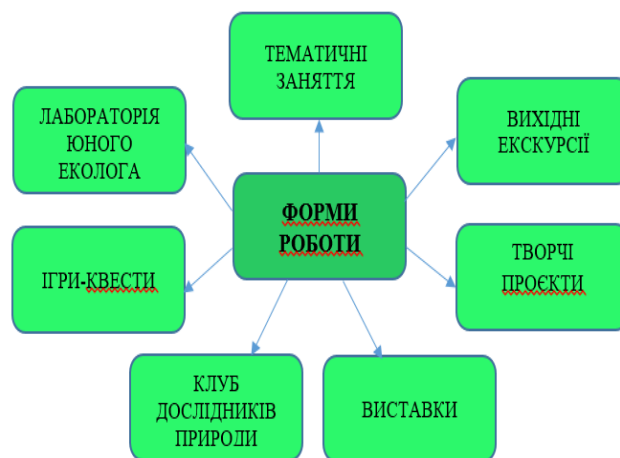 ТЕМАТИЧНІ
ЗАНЯТТЯ
ЛАБОРАТОРІЯ
ЮНОГО
ЕКОЛОГА
ВИХІДНІ
ЕКСКУРСІЇ
ФОРМИ
РОБОТИ
ІГРИ-КВЕСТИ
ТВОРЧІ
ПРОЄКТИ
КЛУБ
ДОСЛІДНИКІВ
ПРИРОДИ
ВИСТАВКИ